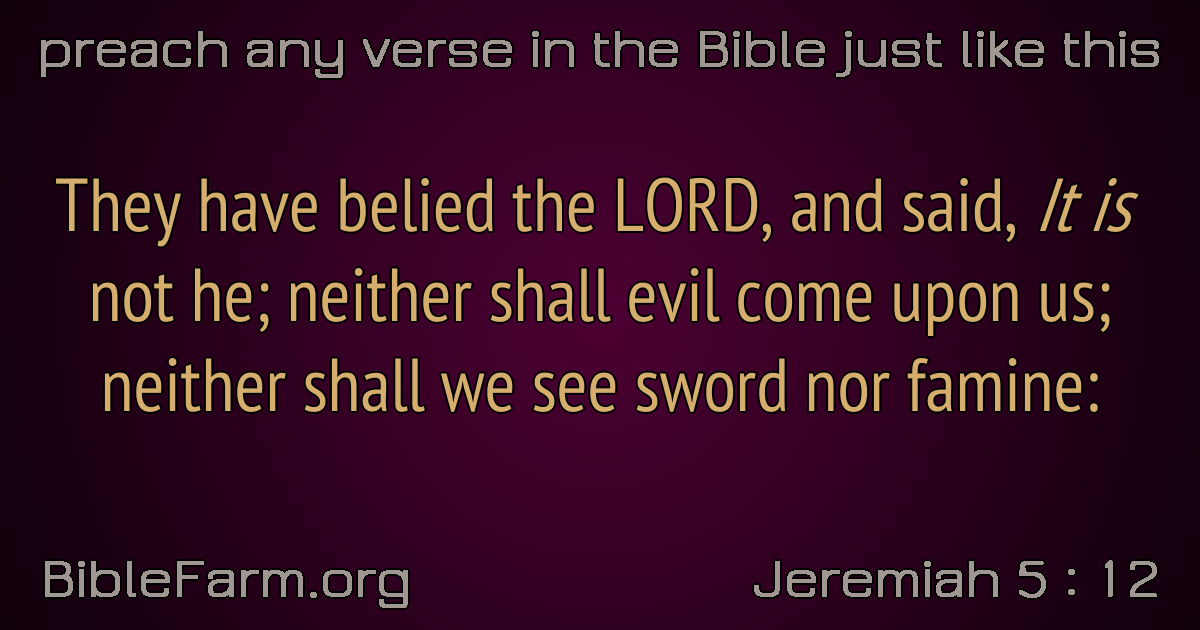 preach any verse in the Bible just like this
They have belied the LORD, and said, It is
not he; neither shall evil come upon us;
neither shall we see sword nor famine:
BibleFarm.org
Jeremiah 5 : 12